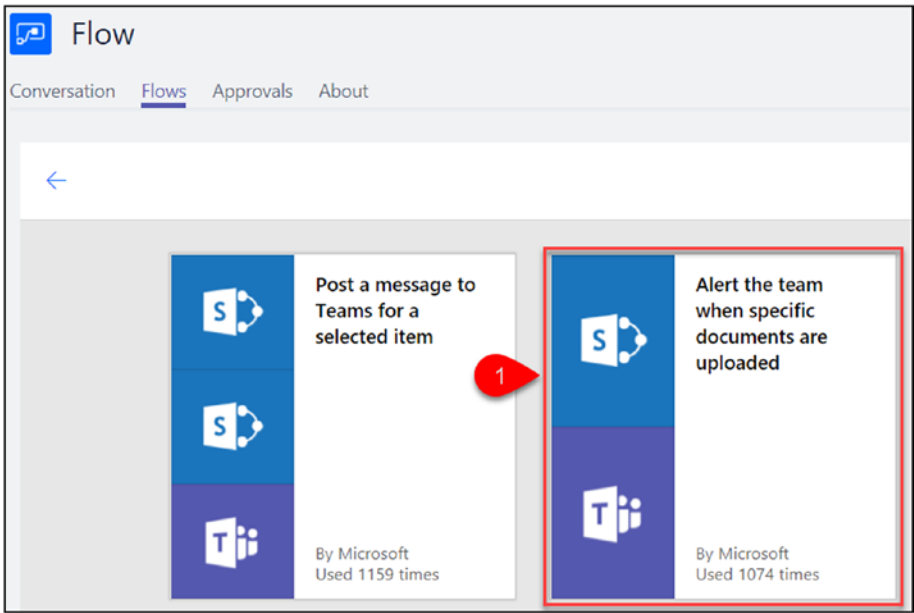 Flow
Conversation Flows Approvals About
Post a message to
Teams for a
selected item
By Microsoft
Used 1159 times
S
S
T
1
Alert the team
when specific
documents are
uploaded
By Microsoft
Used 1074 times
S
T